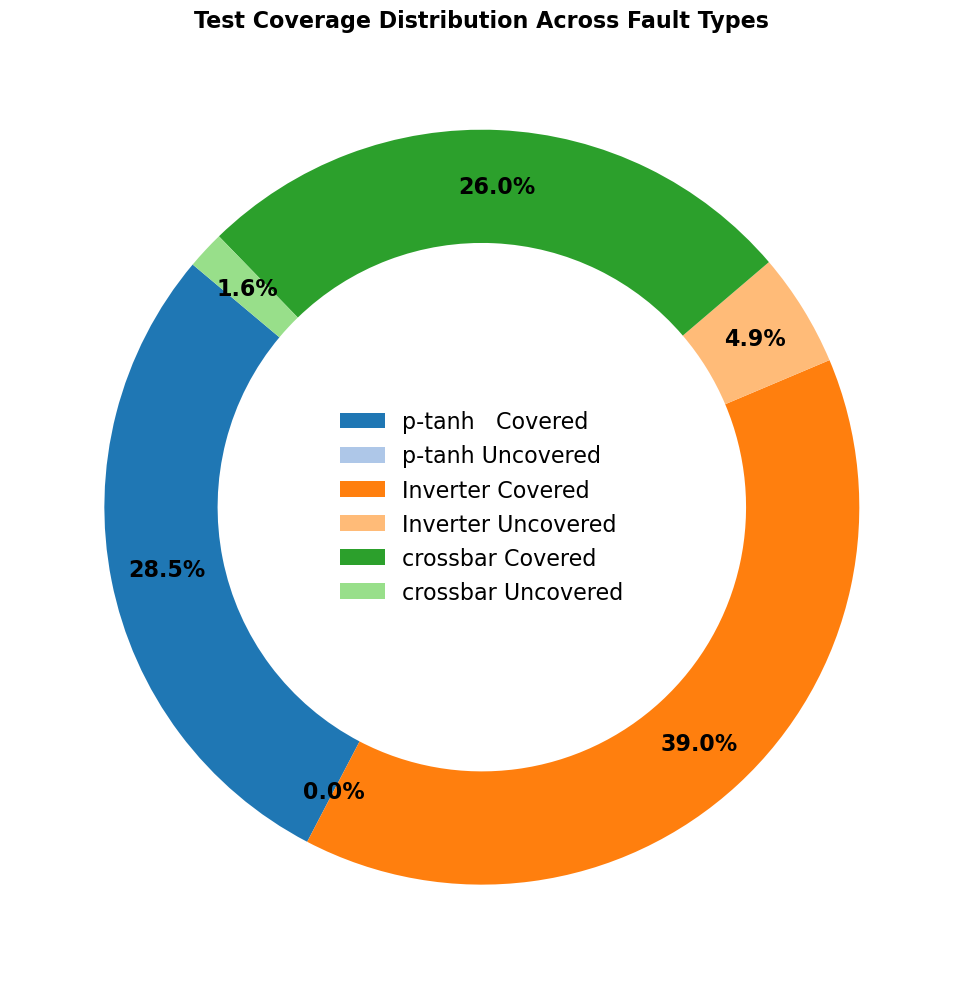 Test Coverage Distribution Across Fault Types
26.0%
1.6%
4.9%
p-tanh   Covered
p-tanh Uncovered
Inverter Covered
Inverter Uncovered
crossbar Covered
crossbar Uncovered
28.5%
39.0%
0.0%